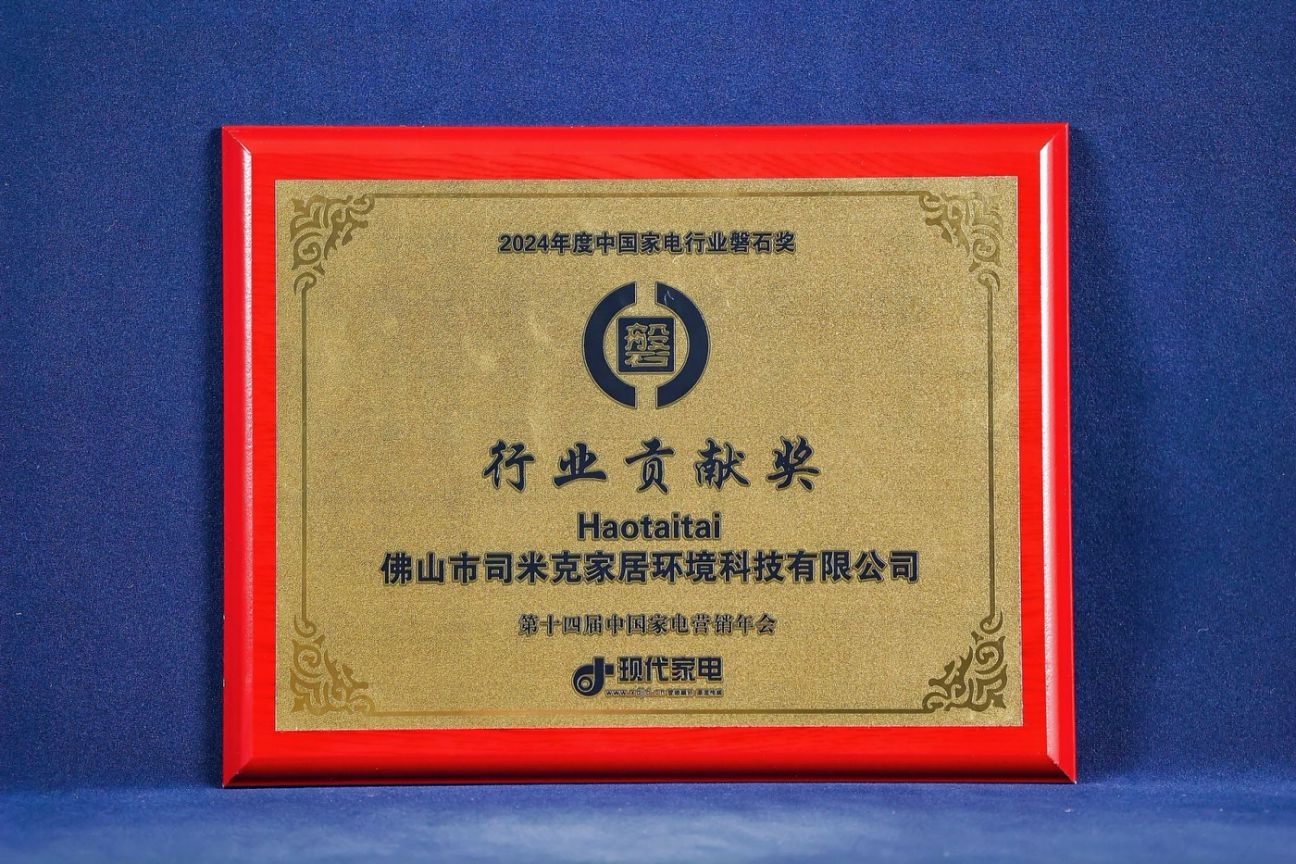 2024年度中国家电行业磐石奖
磐
行业贡献奖
Haotaitai
佛山市司米克家居环境科技有限公司
第十四届中国家电营销年会
现代家电